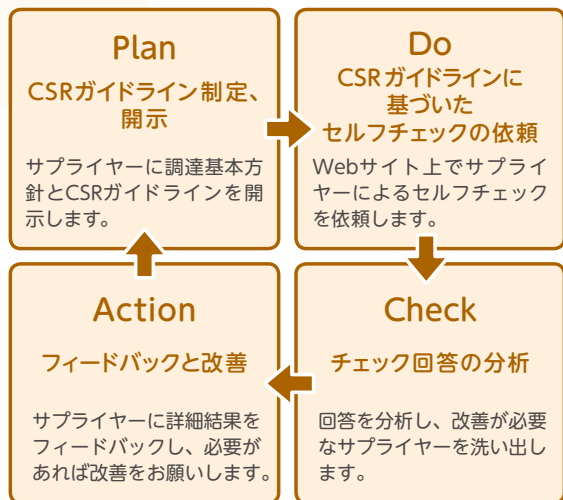 Plan
CSRガイドライン制定、
開示
サプライヤーに調達基本方
針とCSRガイドラインを開
示します。
Do
CSRガイドラインに
基づいた
セルフチェックの依頼
Webサイト上でサプライ
ヤーによるセルフチェック
を依頼します。
Check
チェック回答の分析
回答を分析し、改善が必要
なサプライヤーを洗い出し
ます。
Action
フィードバックと改善
サプライヤーに詳細結果を
フィードバックし、必要が
あれば改善をお願いします。